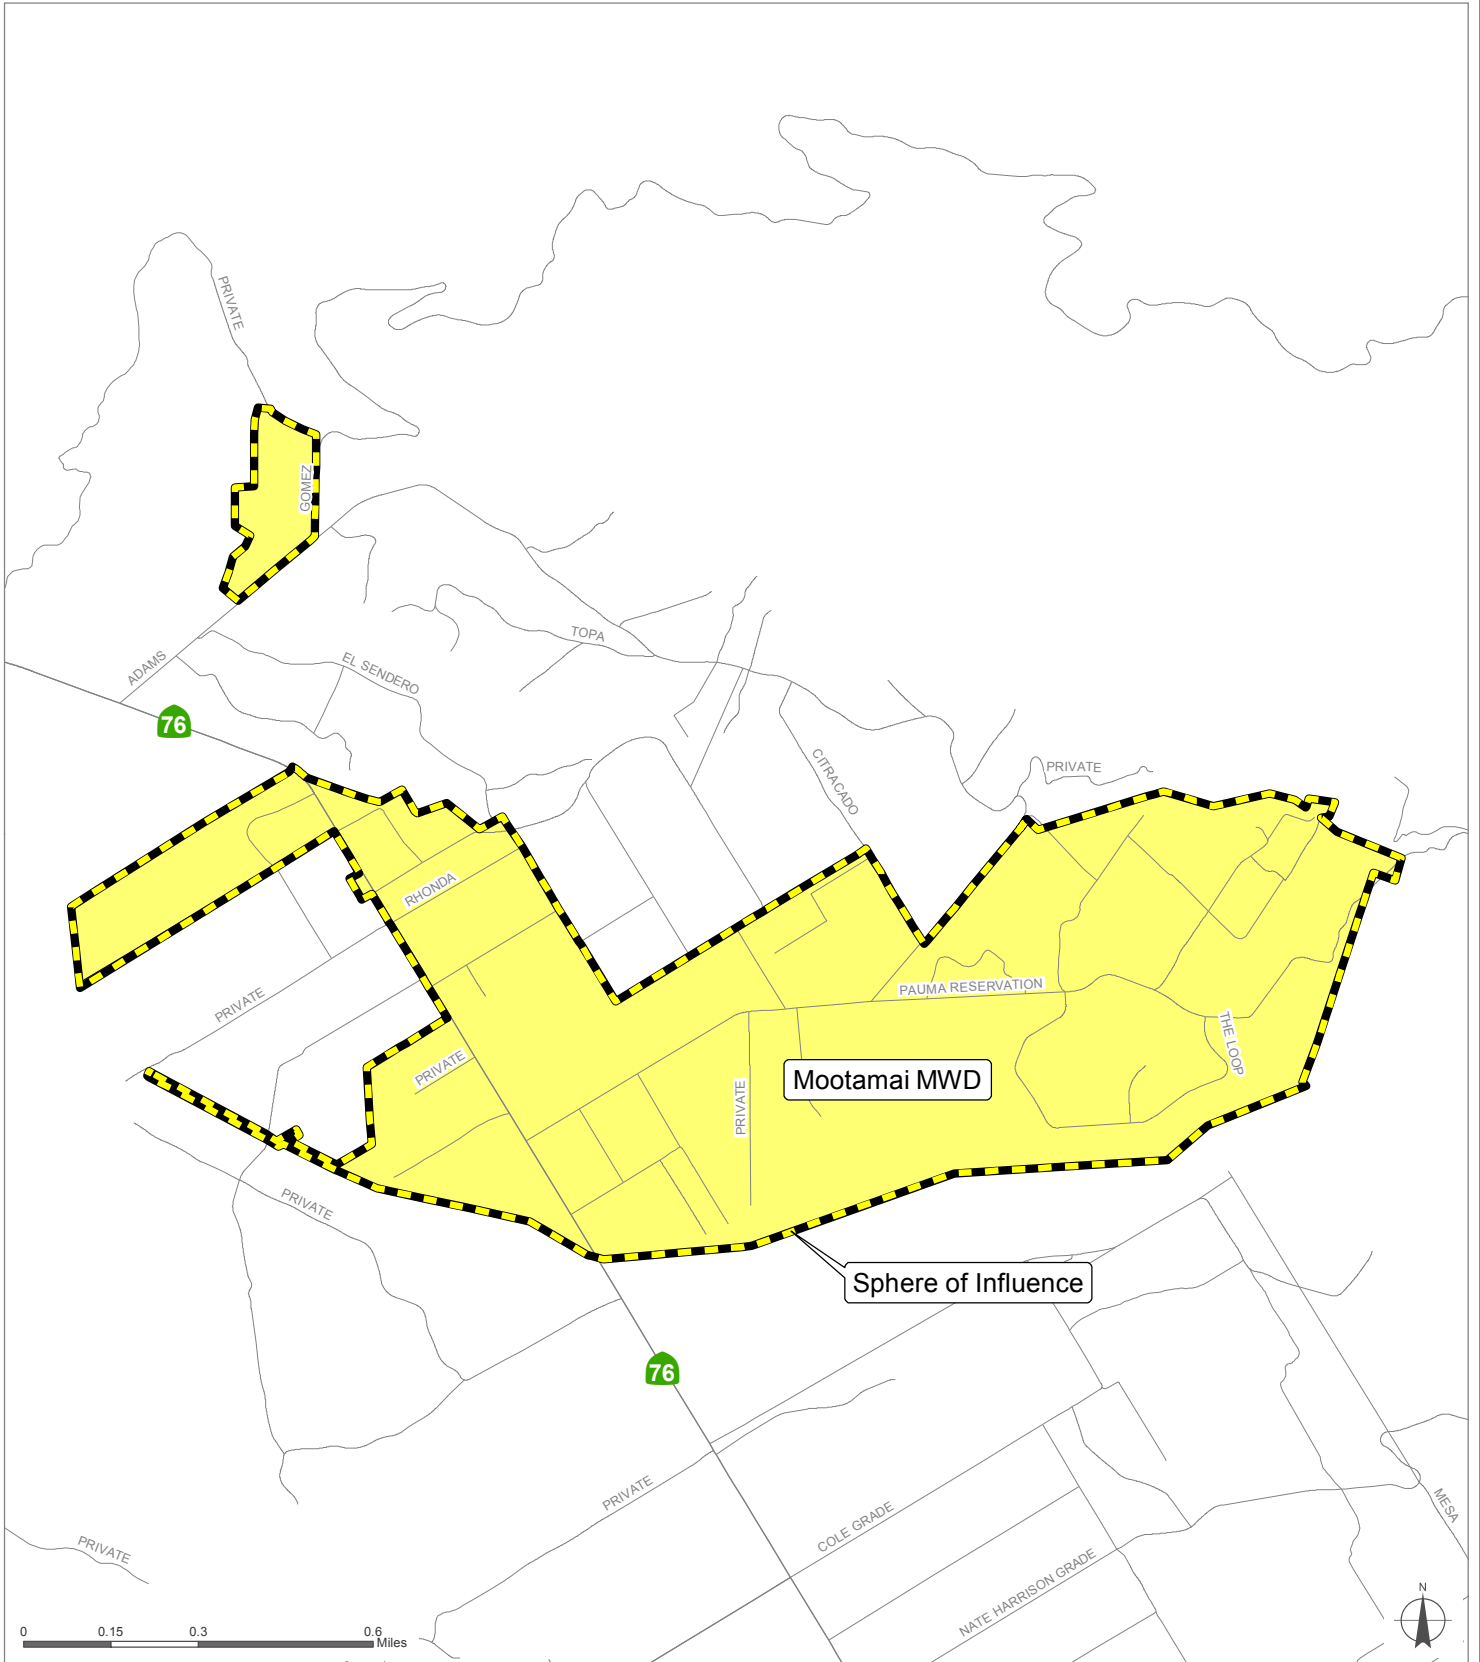 PRIVATE
GOMEZ
TOPA
ADAMS
EL SENDERO
76
CITRACADO
PRIVATE
RHONDA
PAUMA RESERVATION
PRIVATE
THE LOOP
PRIVATE
Mootamai MWD
PRIVATE
PRIVATE
Sphere of Influence
76
PRIVATE
MESA
COLE GRADE
PRIVATE
NATE HARRISON GRADE
N
0 0.15 0.3 0.6
Miles